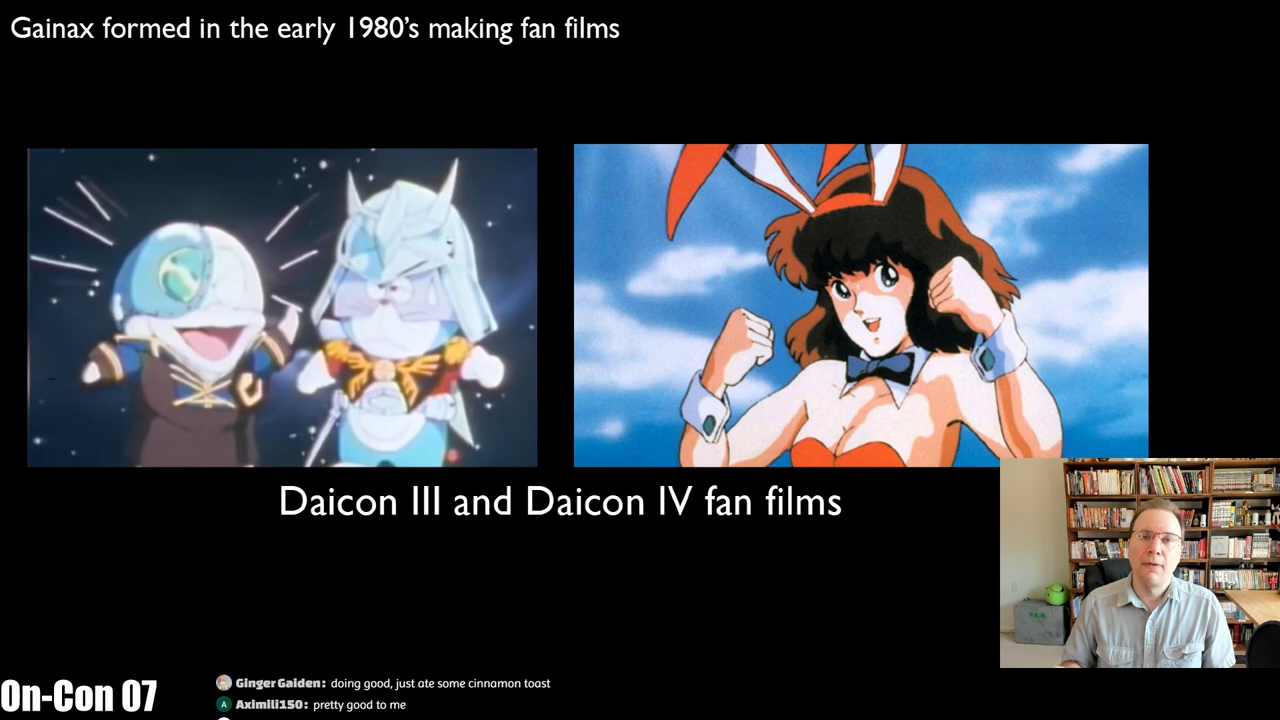 Gainax formed in the early 1980's making fan films
Daicon III and Daicon IV fan films
On-Con 07
Ginger Gaiden: doing good, just ate some cinnamon toast
A Aximili150: pretty good to me